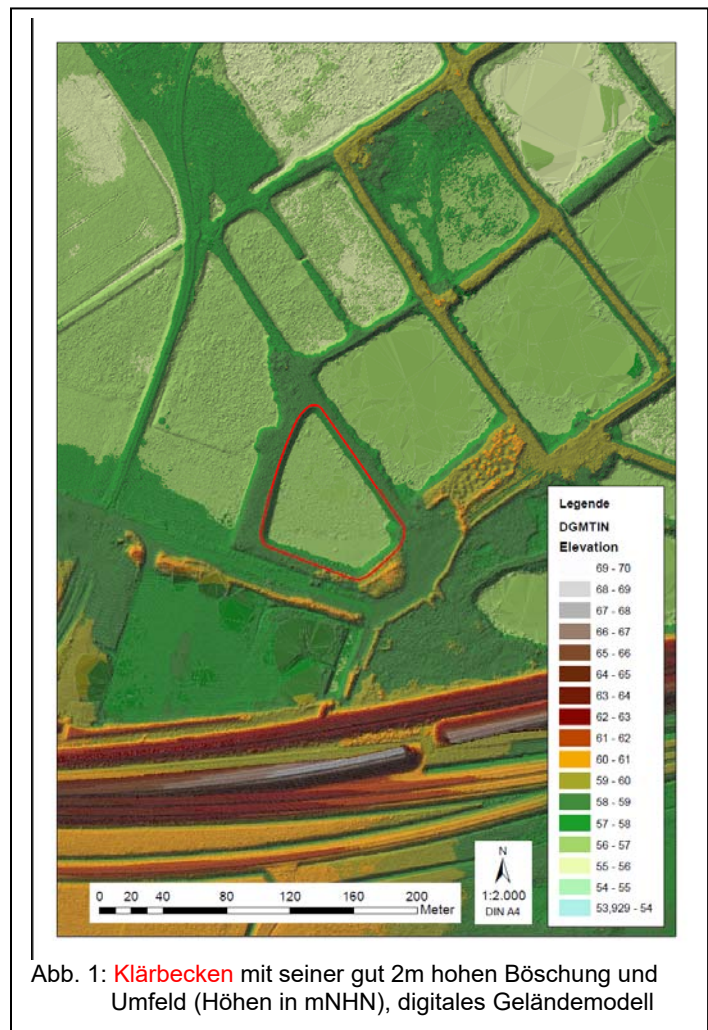 Legende
DGMTIN
Elevation
69 - 70
68 - 69
67 - 68
66 - 67
65 - 66
64 - 65
63 - 64
62 - 63
61 - 62
60 - 61
59 - 60
58 - 59
57 - 58
56 - 57
55 - 56
54 - 55
53,929 - 54
N
1:2.000
DIN A4
0 20 40 80 120 160 200
Meter
Abb. 1: Klärbecken mit seiner gut 2m hohen Böschung und
Umfeld (Höhen in mNHN), digitales Geländemodell